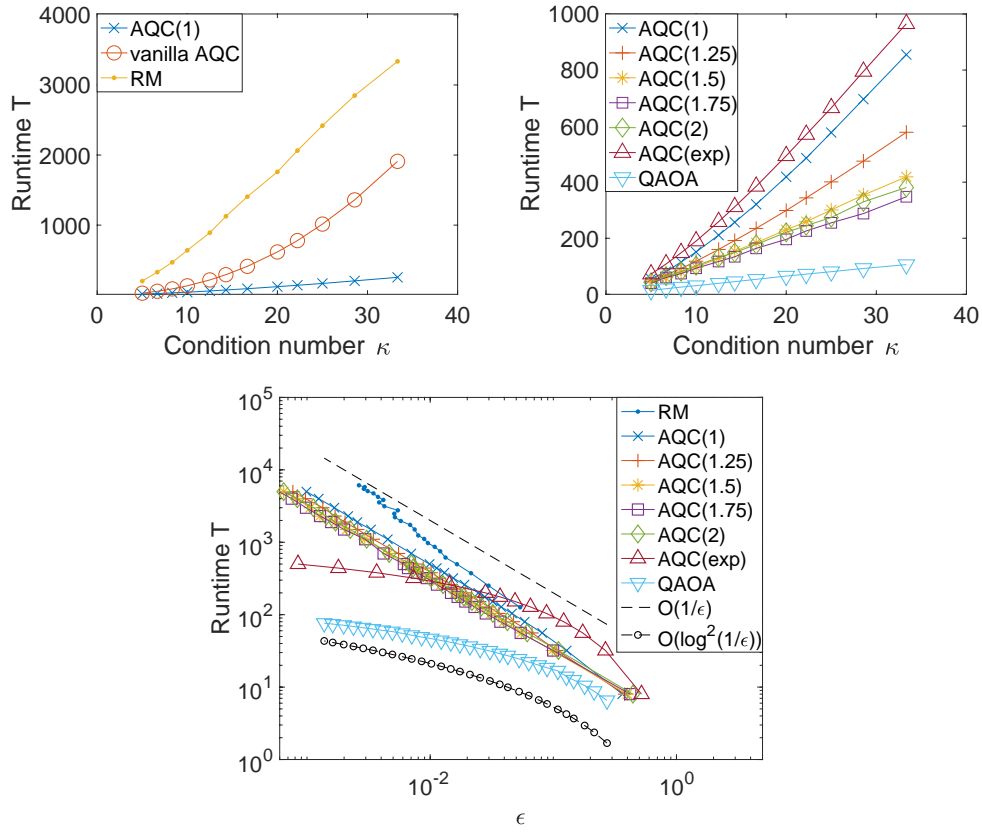 Runtime T
4000
3000
2000
1000
0
10
20
30
40
Condition number κ
AQC(1)
vanilla AQC
RM
Runtime T
1000
800
600
400
200
0
0
10
20
30
40
Condition number κ
AQC(1)
AQC(1.25)
AQC(1.5)
AQC(1.75)
AQC(2)
AQC(exp)
QAOA
Runtime T
10^5
10^4
10^3
10^2
10^1
10^0
10^-2
10^0
ϵ
RM
AQC(1)
AQC(1.25)
AQC(1.5)
AQC(1.75)
AQC(2)
AQC(exp)
QAOA
O(1/ϵ)
O(log^2(1/ϵ))